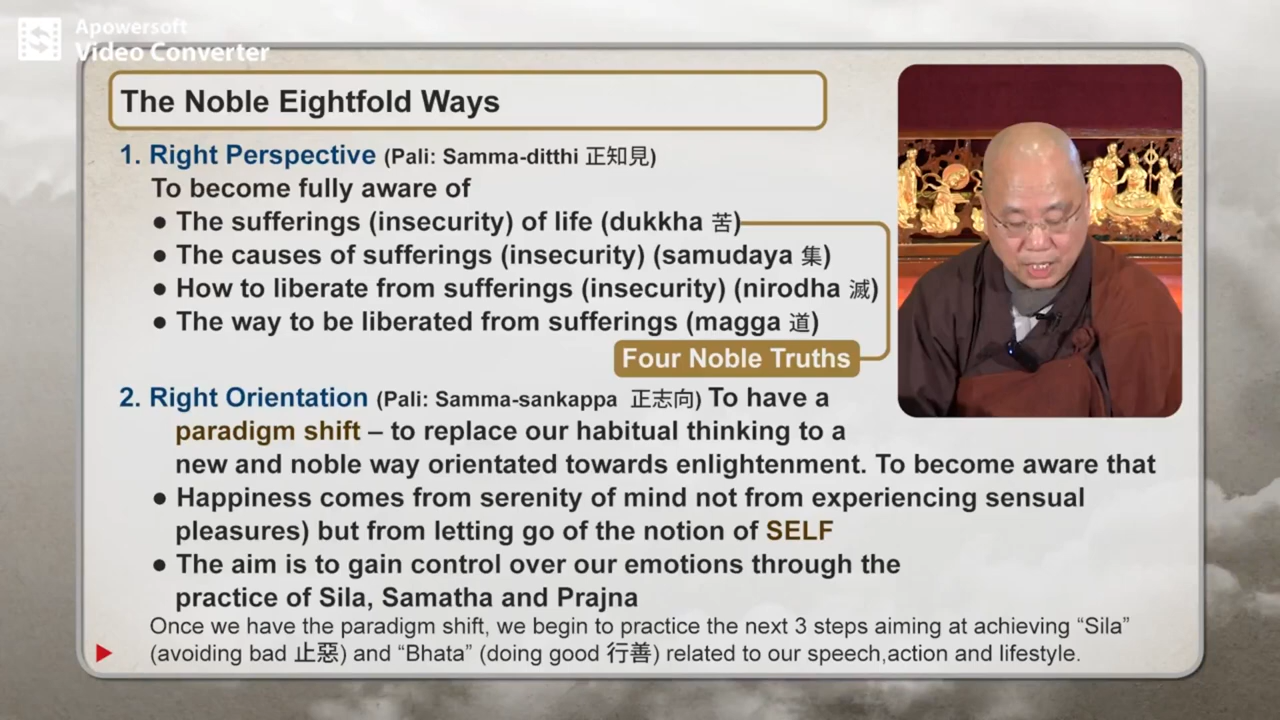 Apowersoft
Video Converter
The Noble Eightfold Ways
1. Right Perspective (Pali: Samma-ditthi 正知見)
To become fully aware of
● The sufferings (insecurity) of life (dukkha 苦)
● The causes of sufferings (insecurity) (samudaya 集)
● How to liberate from sufferings (insecurity) (nirodha 滅)
● The way to be liberated from sufferings (magga 道)
Four Noble Truths
2. Right Orientation (Pali: Samma-sankappa 正志向) To have a
paradigm shift – to replace our habitual thinking to a
new and noble way orientated towards enlightenment. To become aware that
● Happiness comes from serenity of mind not from experiencing sensual
pleasures) but from letting go of the notion of SELF
● The aim is to gain control over our emotions through the
practice of Sila, Samatha and Prajna
Once we have the paradigm shift, we begin to practice the next 3 steps aiming at achieving “Sila”
(avoiding bad 止惡) and “Bhata” (doing good 行善) related to our speech,action and lifestyle.